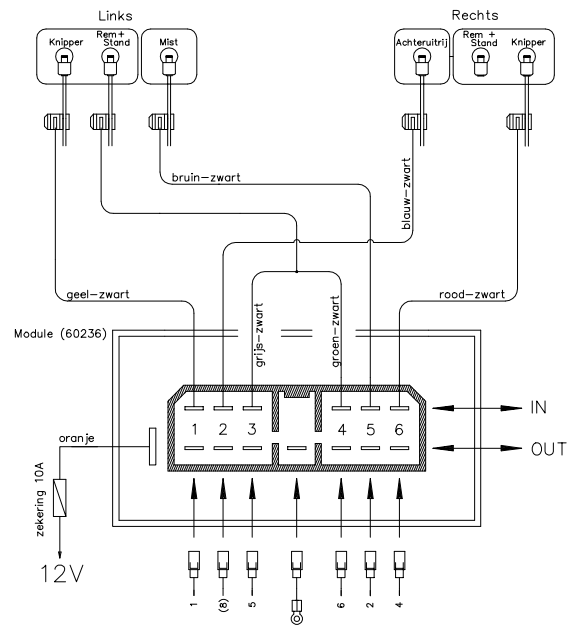 Links
Rechts
Knipper
Rem +
Stand
Mist
Achteruitrij
Rem +
Stand
Knipper
bruin-zwart
blauw-zwart
geel-zwart
grijs-zwart
groen-zwart
rood-zwart
Module (60236)
1 2 3 4 5 6
IN
OUT
oranje
zekering 10A
12V
1 (8) 5 6 2 4